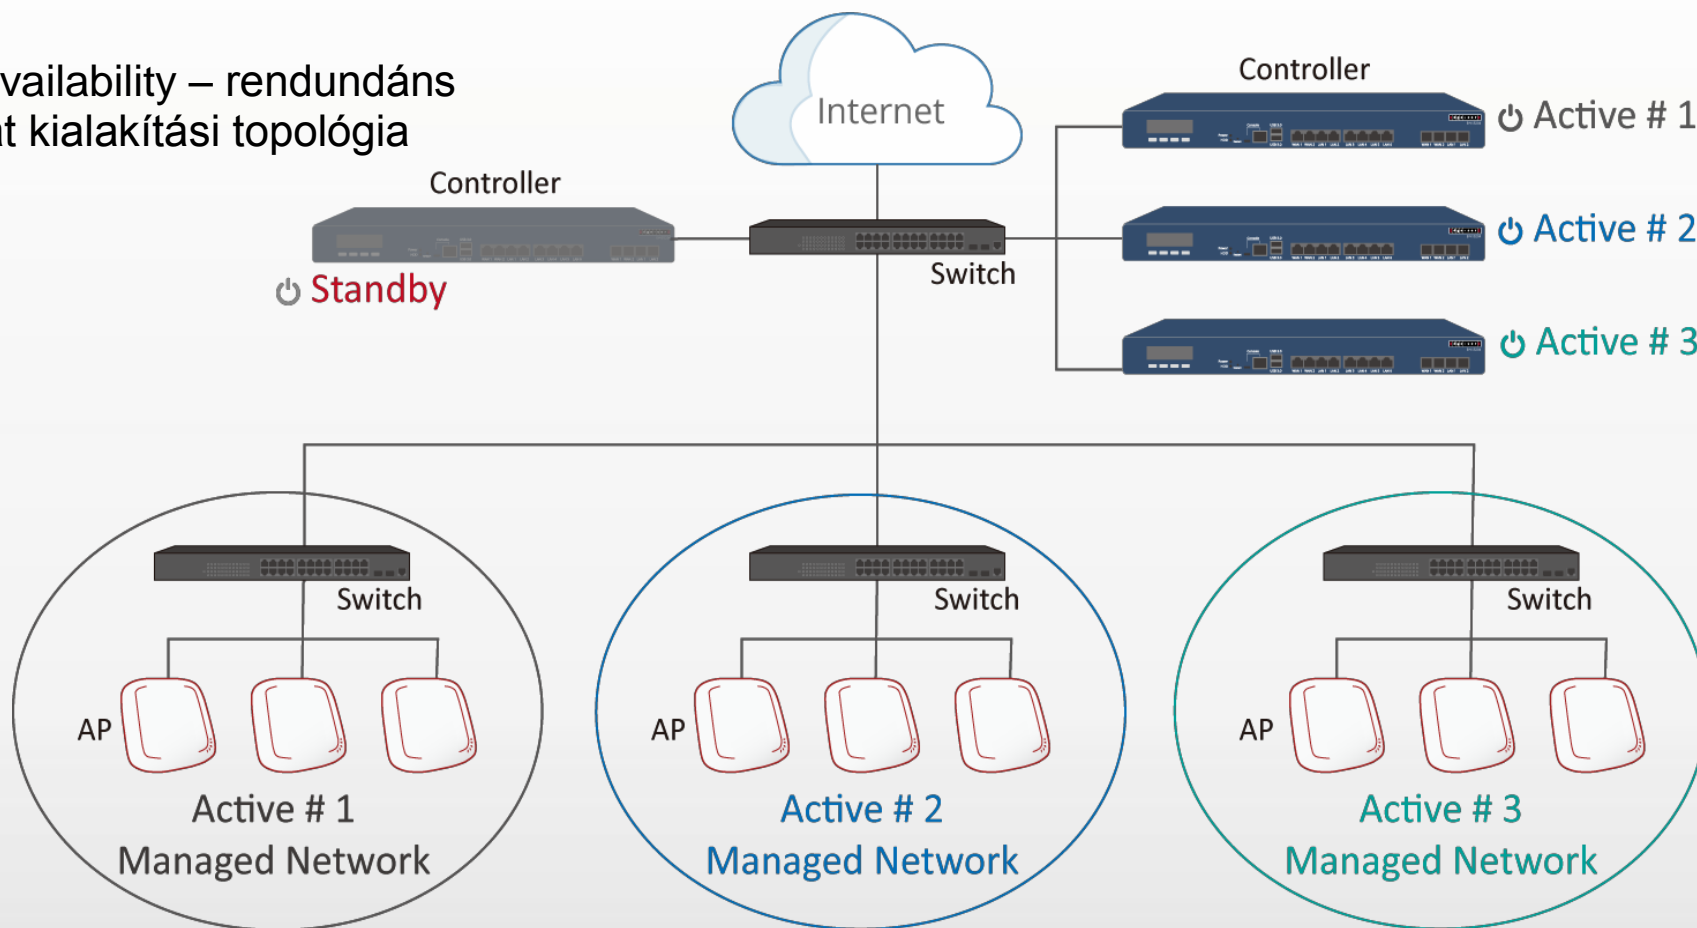 vailability – rendundáns
át kialakítási topológia
Internet
Controller
Active # 1
Controller
Standby
Switch
Active # 2
Active # 3
Switch
Switch
Switch
AP
AP
AP
Active # 1
Managed Network
Active # 2
Managed Network
Active # 3
Managed Network